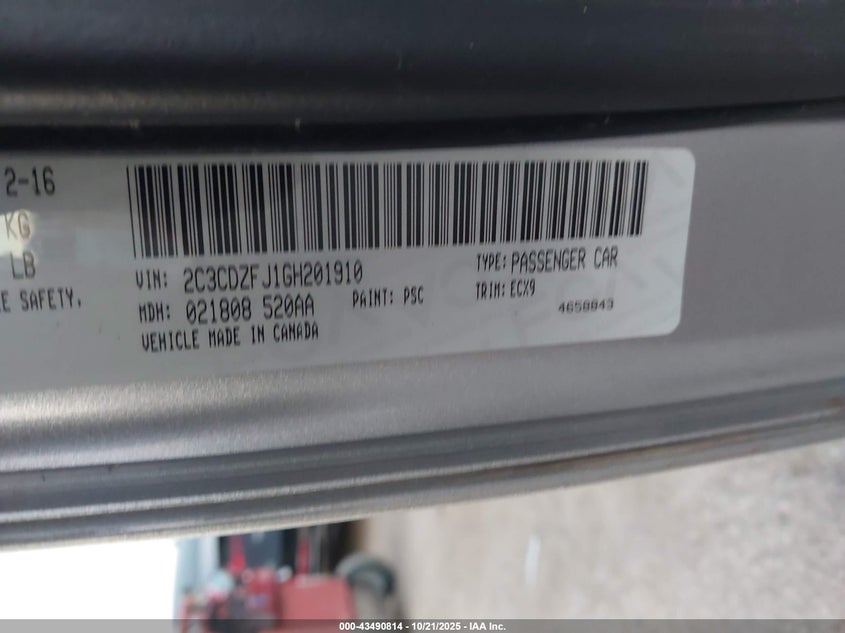 2-16
KG
LB
E SAFETY,
VIN: 2C3CDZFJ1GH201910
TYPE: PASSENGER CAR
MDH: 021808 520AA
PAINT: PSC
TRIM: ECX9
VEHICLE MADE IN CANADA
4658843
000-43490814 • 10/21/2025 • IAA Inc.